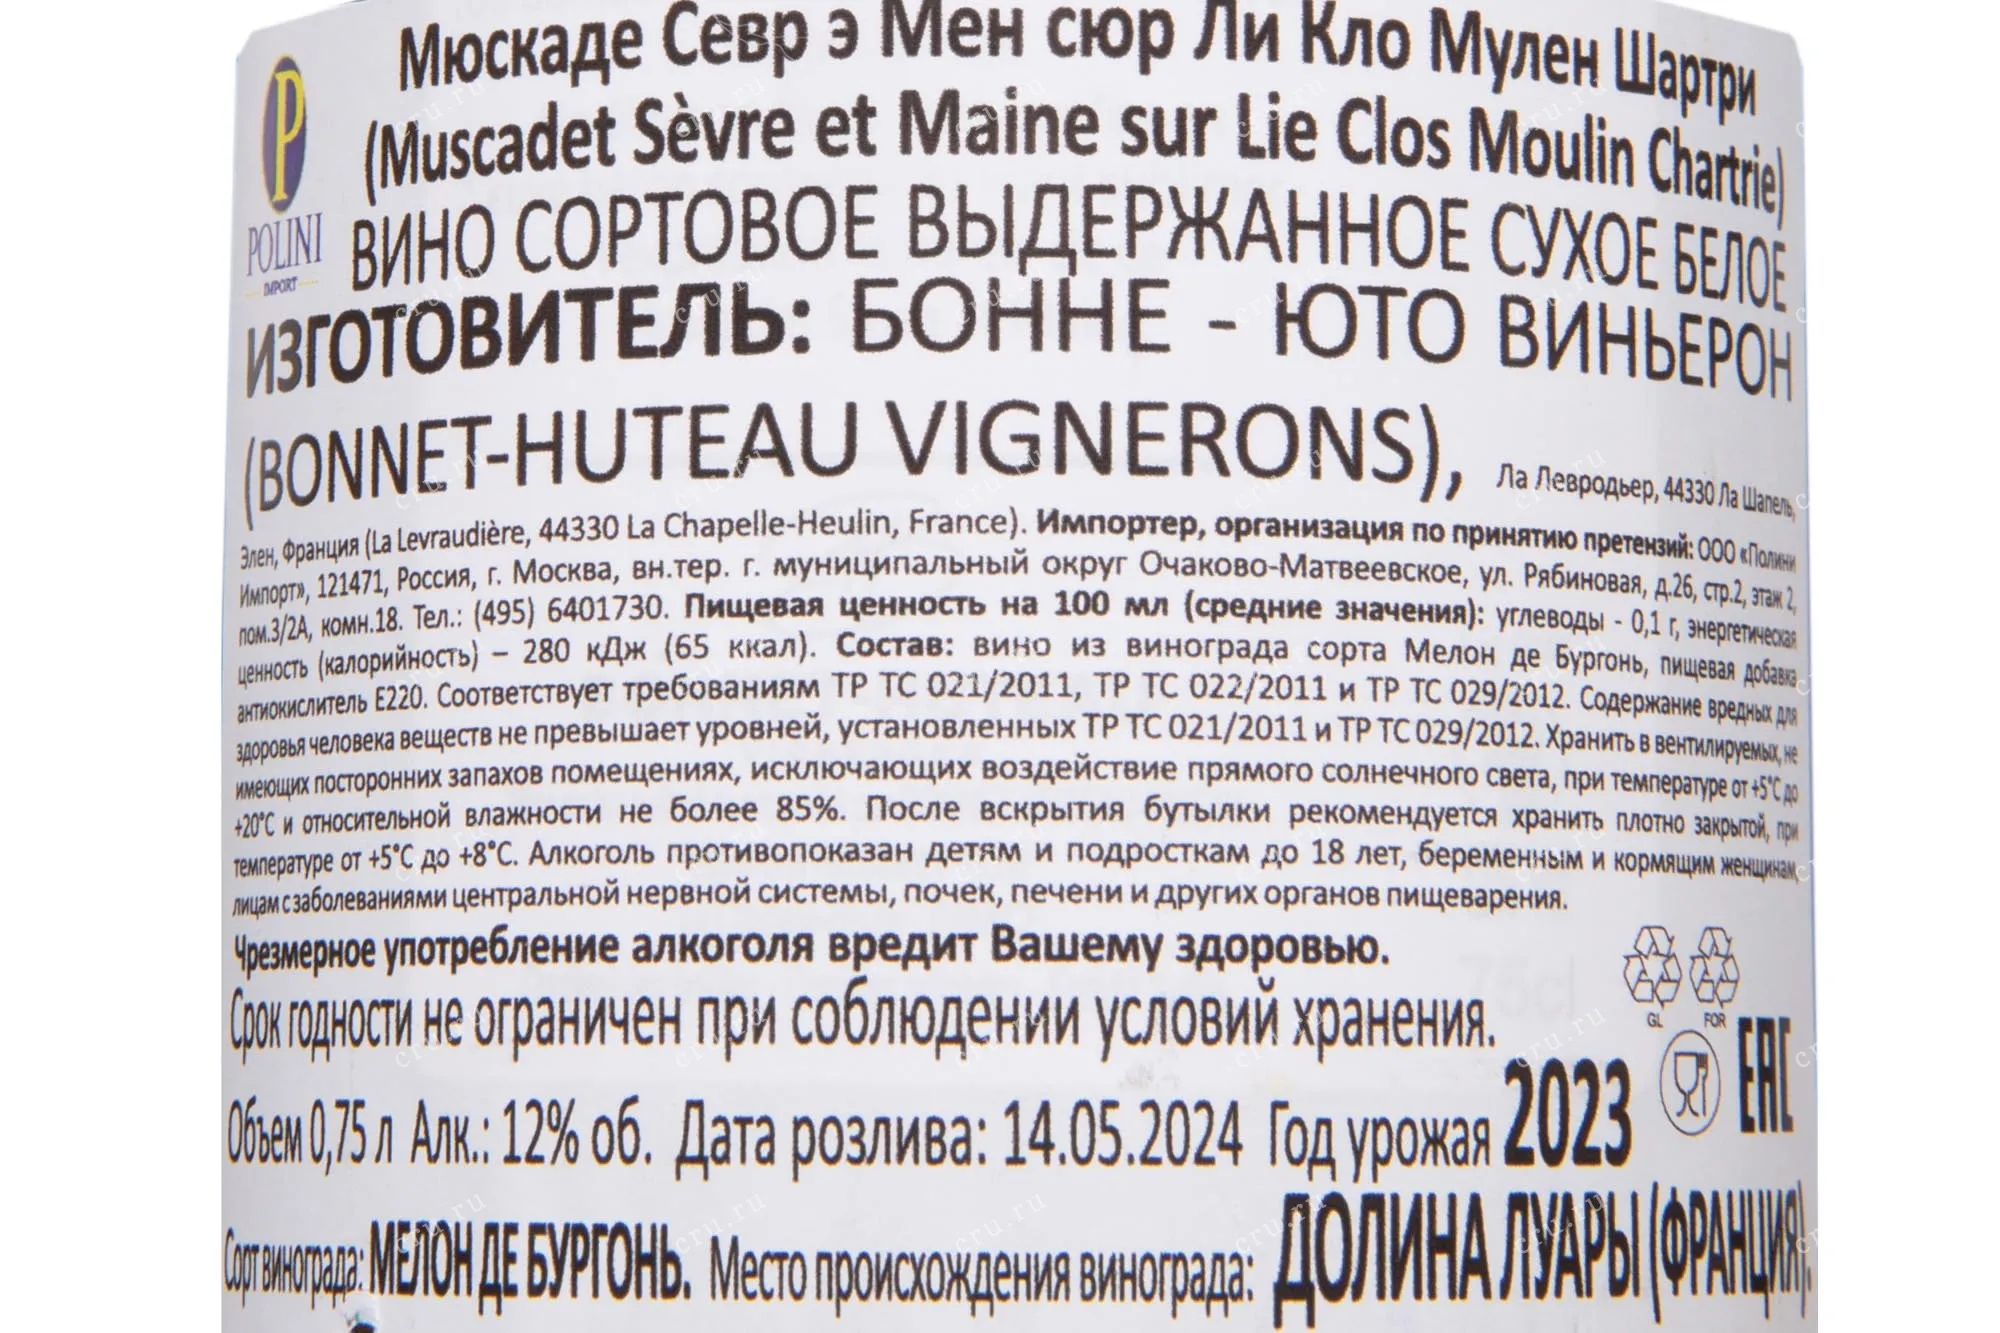 Мюскаде Севр э Мен сюр Ли Кло Мулен Шартри
(Muscadet Sèvre et Maine sur Lie Clos Moulin Chartrie)
P
POLINI
IMPORT
ВИНО СОРТОВОЕ ВЫДЕРЖАННОЕ СУХОЕ БЕЛОЕ
ИЗГОТОВИТЕЛЬ: БОННЕ - ЮТО ВИНЬЕРОН
(BONNET-HUTEAU VIGNERONS), Ла Левродьер, 44330 Ла Шапель,
Элен, Франция (La Levraudière, 44330 La Chapelle-Heulin, France). Импортер, организация по принятию претензий: ООО «Полини
Импорт», 121471, Россия, г. Москва, вн.тер. г. муниципальный округ Очаково-Матвеевское, ул. Рябиновая, д.26, стр.2, этаж 2,
пом.3/2А, комн.18. Тел.: (495) 6401730. Пищевая ценность на 100 мл (средние значения): углеводы - 0,1 г, энергетическая
ценность (калорийность) – 280 кДж (65 ккал). Состав: вино из винограда сорта Мелон де Бургонь, пищевая добавка
антиокислитель Е220. Соответствует требованиям ТР ТС 021/2011, ТР ТС 022/2011 и ТР ТС 029/2012. Содержание вредных для
здоровья человека веществ не превышает уровней, установленных ТР ТС 021/2011 и ТР ТС 029/2012. Хранить в вентилируемых, не
имеющих посторонних запахов помещениях, исключающих воздействие прямого солнечного света, при температуре от +5°С до
+20°С и относительной влажности не более 85%. После вскрытия бутылки рекомендуется хранить плотно закрытой, при
температуре от +5°С до +8°С. Алкоголь противопоказан детям и подросткам до 18 лет, беременным и кормящим женщинам,
лицам с заболеваниями центральной нервной системы, почек, печени и других органов пищеварения.
Чрезмерное употребление алкоголя вредит Вашему здоровью.
Срок годности не ограничен при соблюдении условий хранения.
GL FOR
EAC
Объем 0,75 л Алк.: 12% об. Дата розлива: 14.05.2024 Год урожая 2023
Сорт винограда: МЕЛОН ДЕ БУРГОНЬ. Место происхождения винограда: ДОЛИНА ЛУАРЫ (ФРАНЦИЯ).